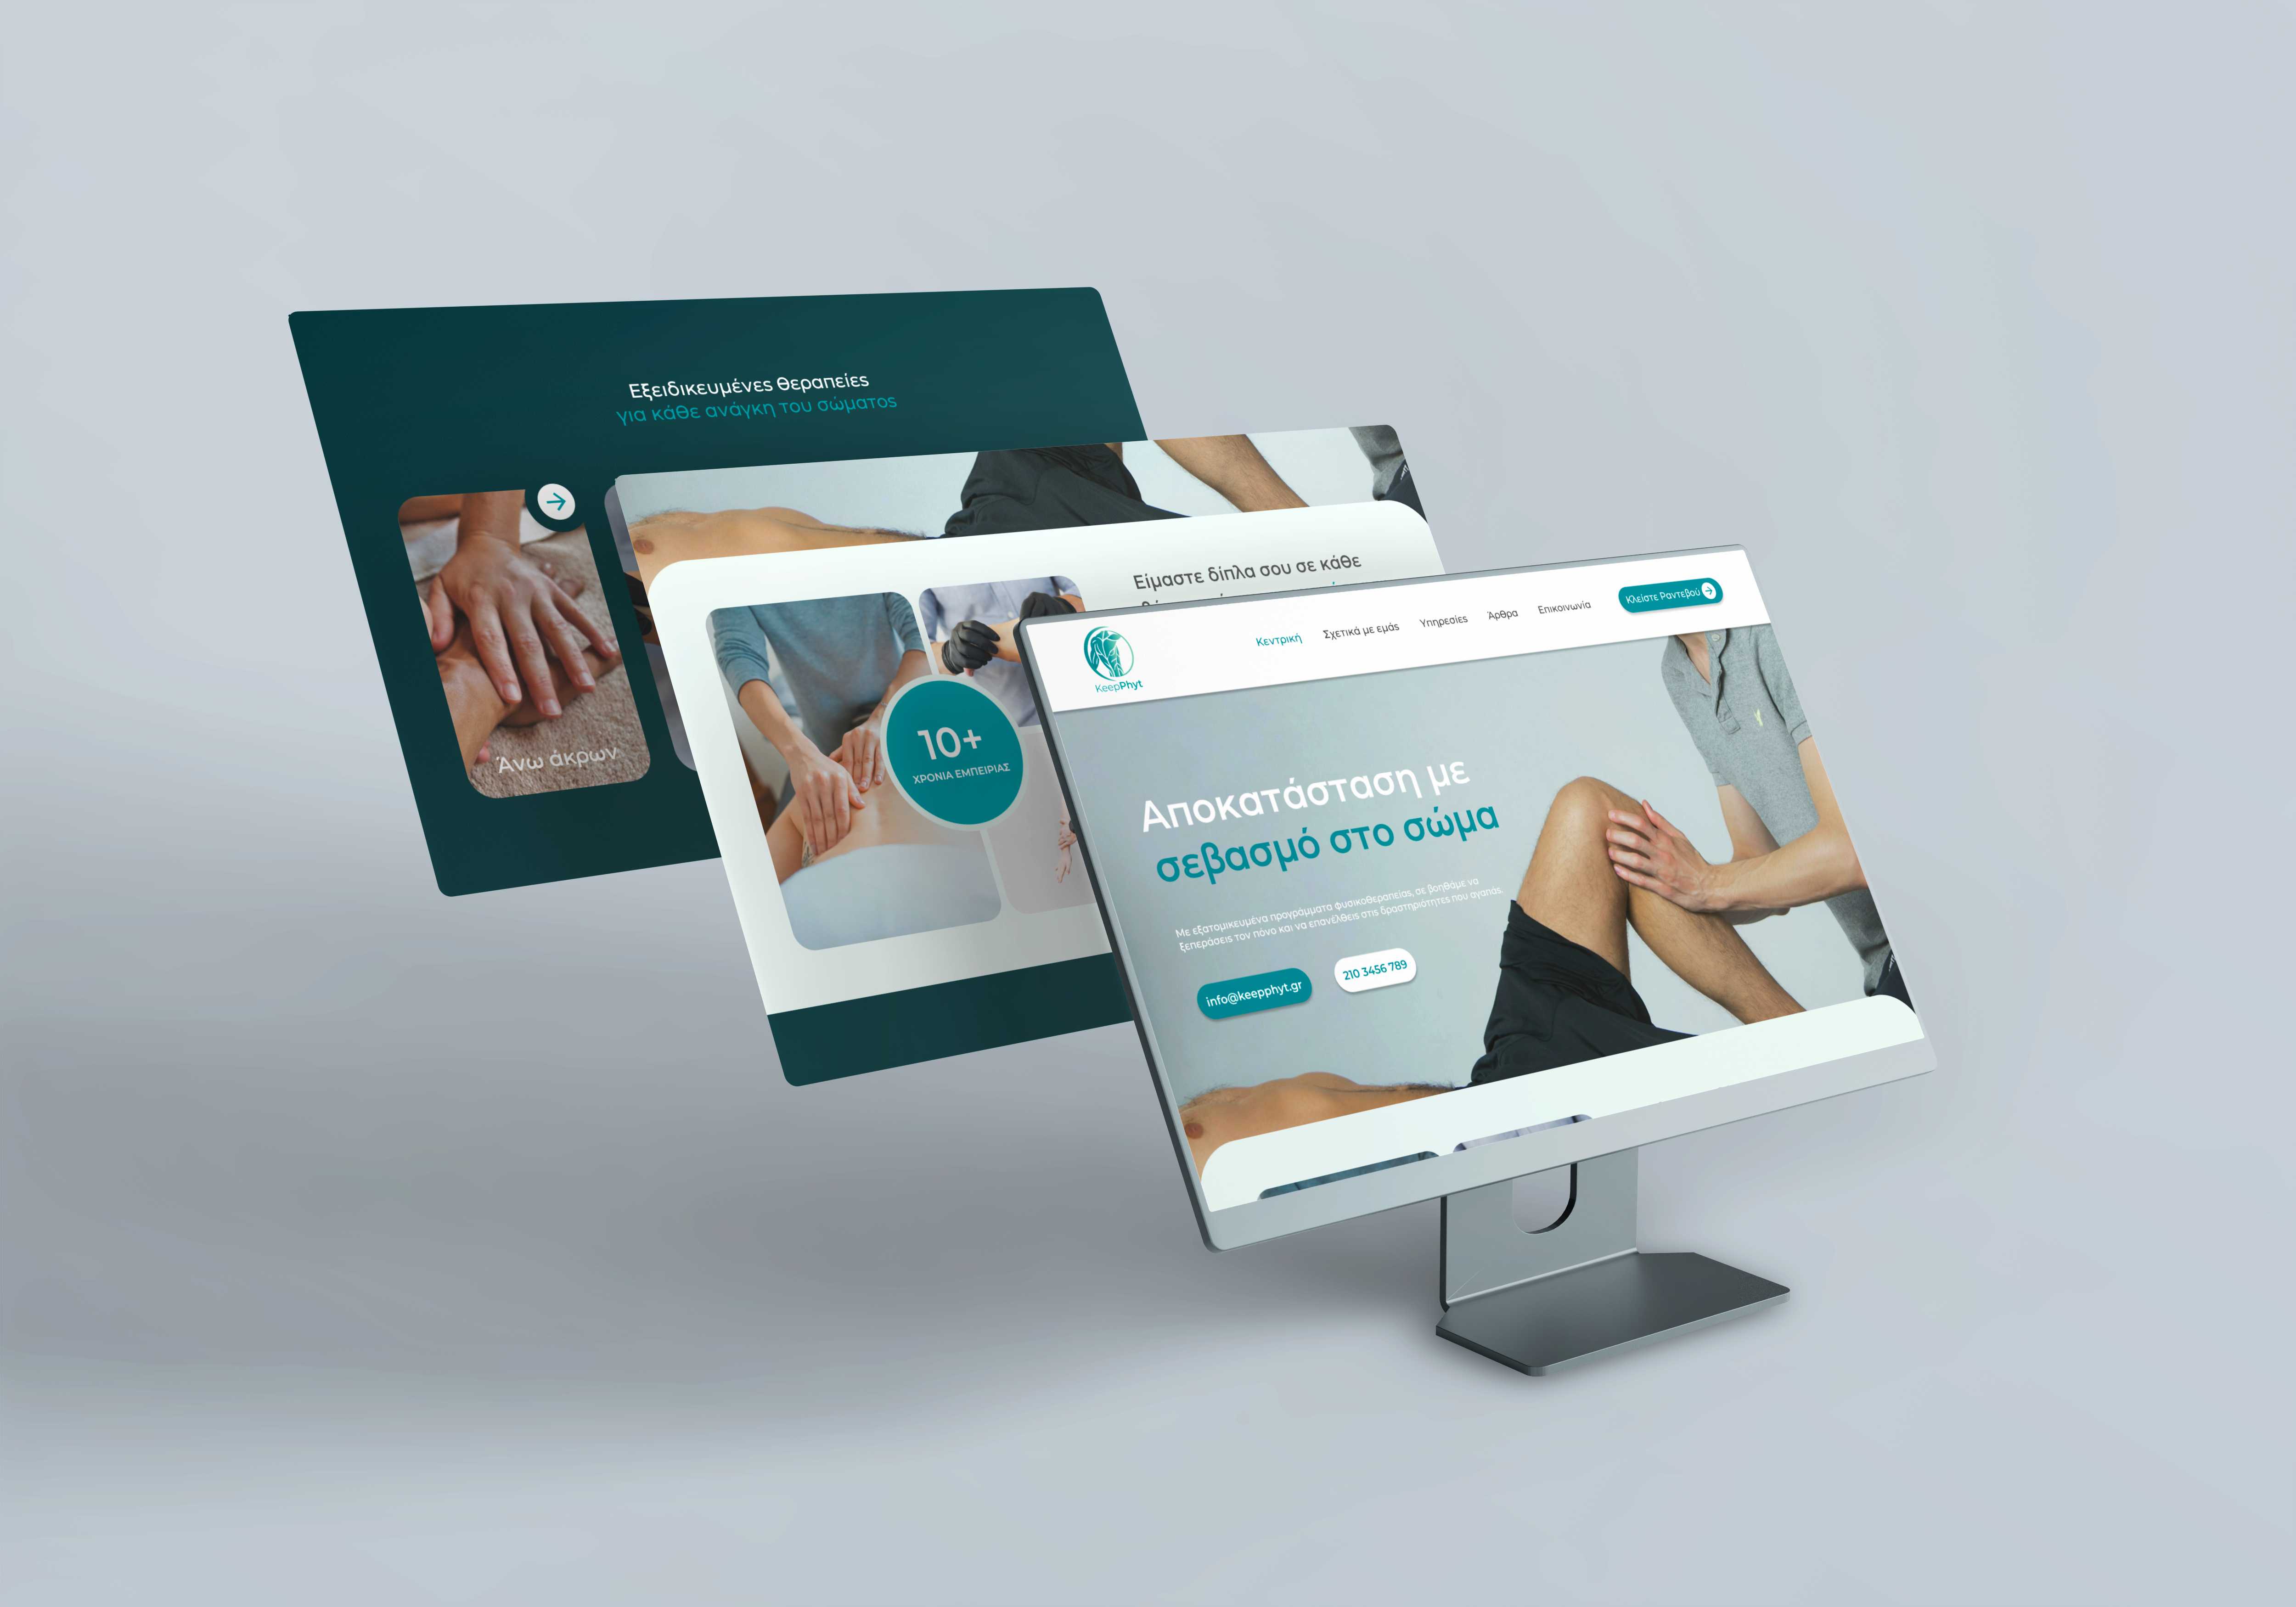 Εξειδικευμένες θεραπείες
για κάθε ανάγκη του σώματος
Άνω άκρων
Είμαστε δίπλα σου σε κάθε
10+
ΧΡΟΝΙΑ ΕΜΠΕΙΡΙΑΣ
KeepPhyt
Κεντρική
Σχετικά με εμάς
Υπηρεσίες
Άρθρα
Επικοινωνία
Κλείστε Ραντεβού
Αποκατάσταση με
σεβασμό στο σώμα
Με εξατομικευμένα προγράμματα φυσικοθεραπείας, σε βοηθάμε να
ξεπεράσεις τον πόνο και να επανέλθεις στις δραστηριότητες που αγαπάς.
info@keepphyt.gr
210 3456 789